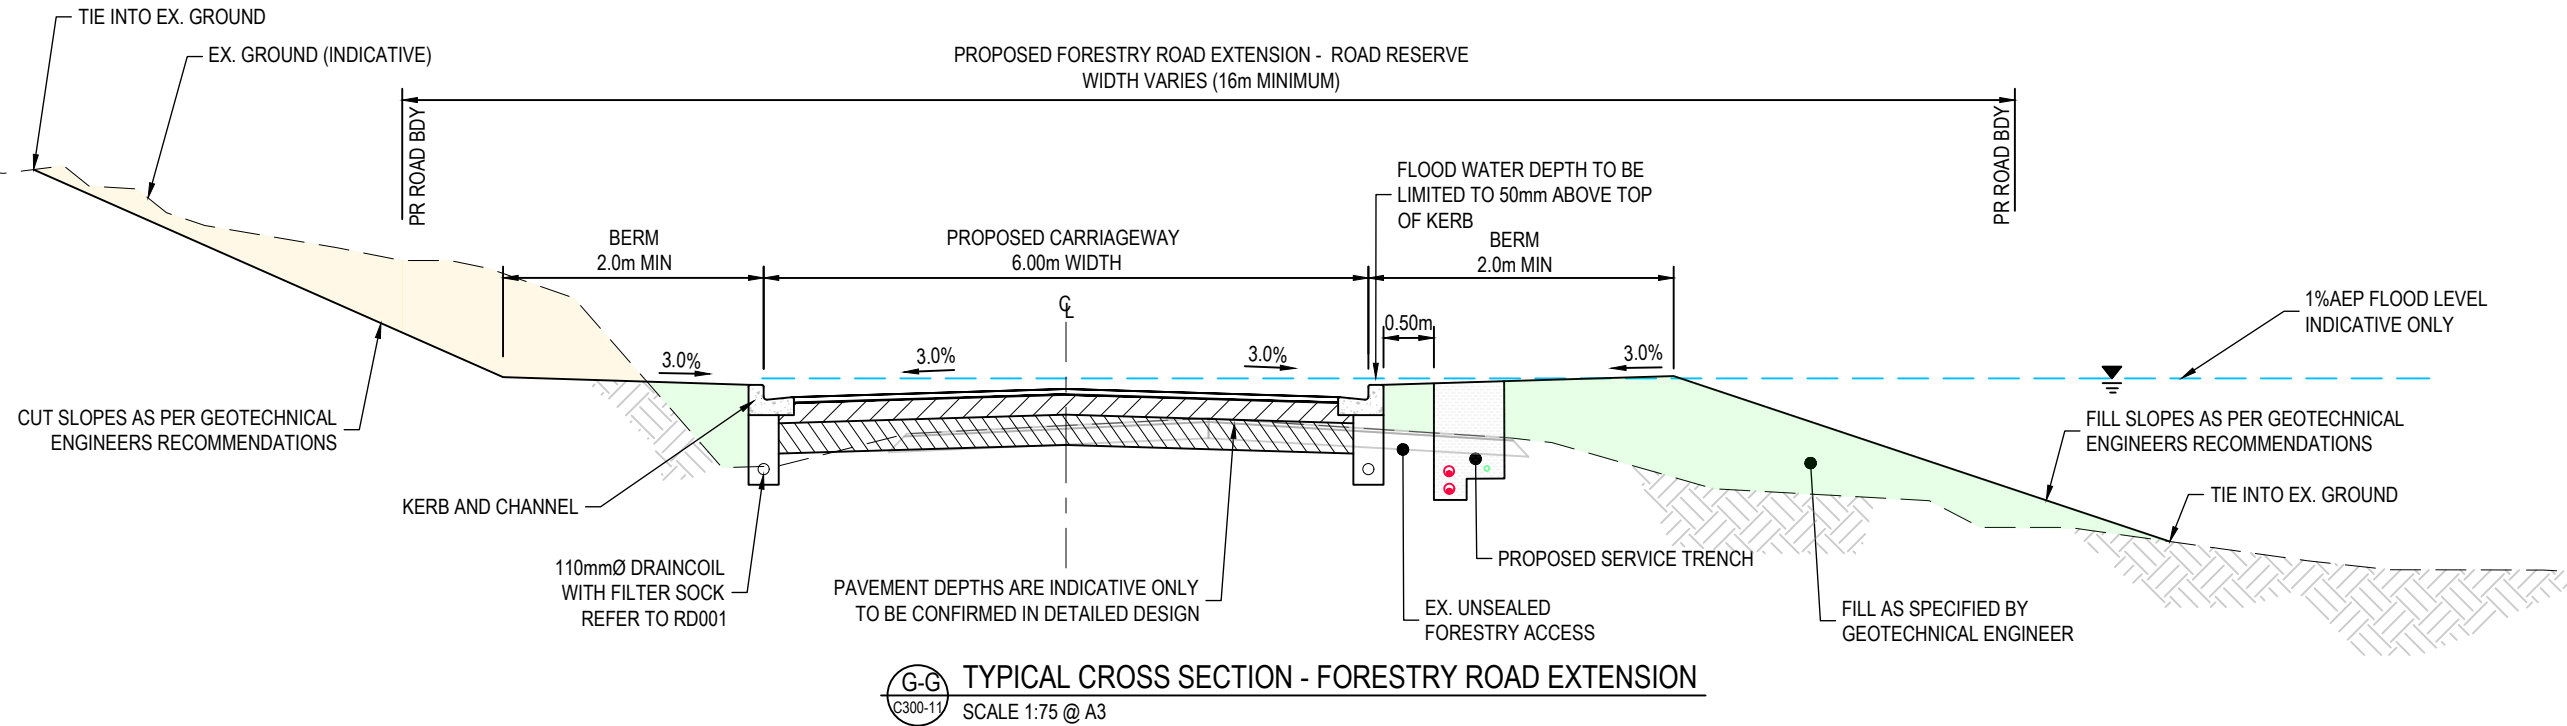 TIE INTO EX. GROUND
EX. GROUND (INDICATIVE)
PROPOSED FORESTRY ROAD EXTENSION - ROAD RESERVE
WIDTH VARIES (16m MINIMUM)
PR ROAD BDY
PR ROAD BDY
FLOOD WATER DEPTH TO BE
LIMITED TO 50mm ABOVE TOP
OF KERB
BERM
2.0m MIN
PROPOSED CARRIAGEWAY
6.00m WIDTH
BERM
2.0m MIN
℄
0.50m
1%AEP FLOOD LEVEL
INDICATIVE ONLY
3.0%
3.0%
3.0%
3.0%
CUT SLOPES AS PER GEOTECHNICAL
ENGINEERS RECOMMENDATIONS
FILL SLOPES AS PER GEOTECHNICAL
ENGINEERS RECOMMENDATIONS
KERB AND CHANNEL
TIE INTO EX. GROUND
110mmØ DRAINCOIL
WITH FILTER SOCK
REFER TO RD001
PAVEMENT DEPTHS ARE INDICATIVE ONLY
TO BE CONFIRMED IN DETAILED DESIGN
PROPOSED SERVICE TRENCH
EX. UNSEALED
FORESTRY ACCESS
FILL AS SPECIFIED BY
GEOTECHNICAL ENGINEER
G-G
C300-11
TYPICAL CROSS SECTION - FORESTRY ROAD EXTENSION
SCALE 1:75 @ A3